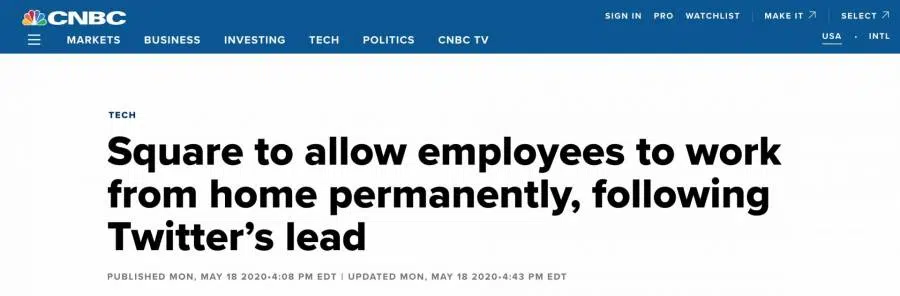 CNBC
SIGN IN PRO WATCHLIST MAKE IT SELECT
MARKETS BUSINESS INVESTING TECH POLITICS CNBC TV
USA · INTL
TECH
Square to allow employees to work
from home permanently, following
Twitter’s lead
PUBLISHED MON, MAY 18 2020•4:08 PM EDT | UPDATED MON, MAY 18 2020•4:43 PM EDT